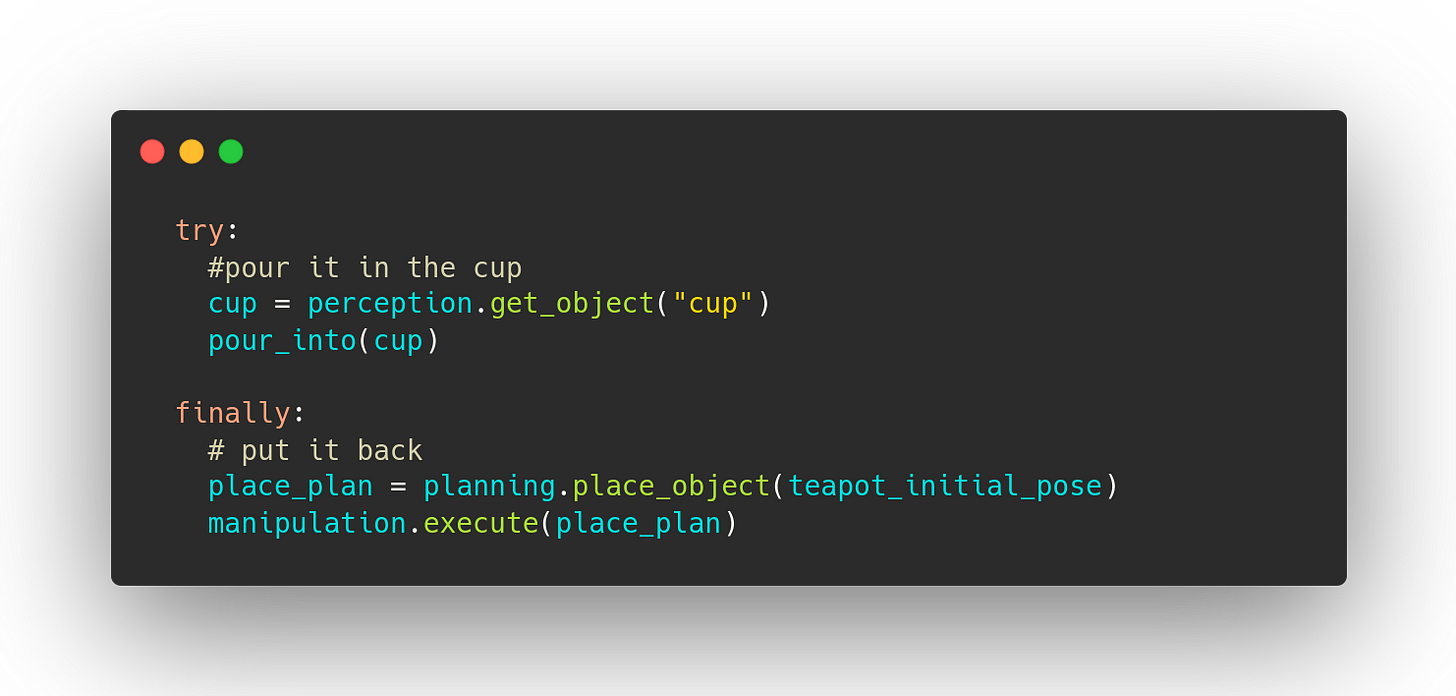 try:
  #pour it in the cup
  cup = perception.get_object("cup")
  pour_into(cup)

finally:
  # put it back
  place_plan = planning.place_object(teapot_initial_pose)
  manipulation.execute(place_plan)